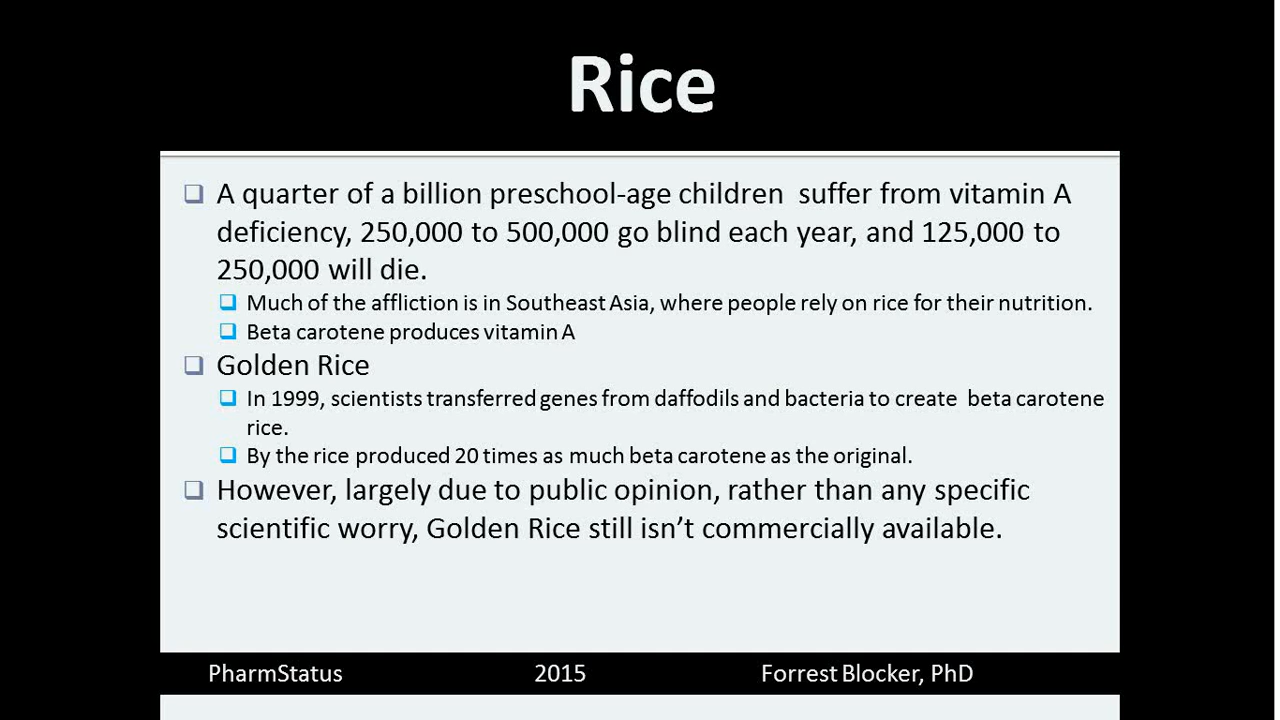 Rice
A quarter of a billion preschool-age children suffer from vitamin A
deficiency, 250,000 to 500,000 go blind each year, and 125,000 to
250,000 will die.
Much of the affliction is in Southeast Asia, where people rely on rice for their nutrition.
Beta carotene produces vitamin A
Golden Rice
In 1999, scientists transferred genes from daffodils and bacteria to create beta carotene
rice.
By the rice produced 20 times as much beta carotene as the original.
However, largely due to public opinion, rather than any specific
scientific worry, Golden Rice still isn’t commercially available.
PharmStatus 2015 Forrest Blocker, PhD